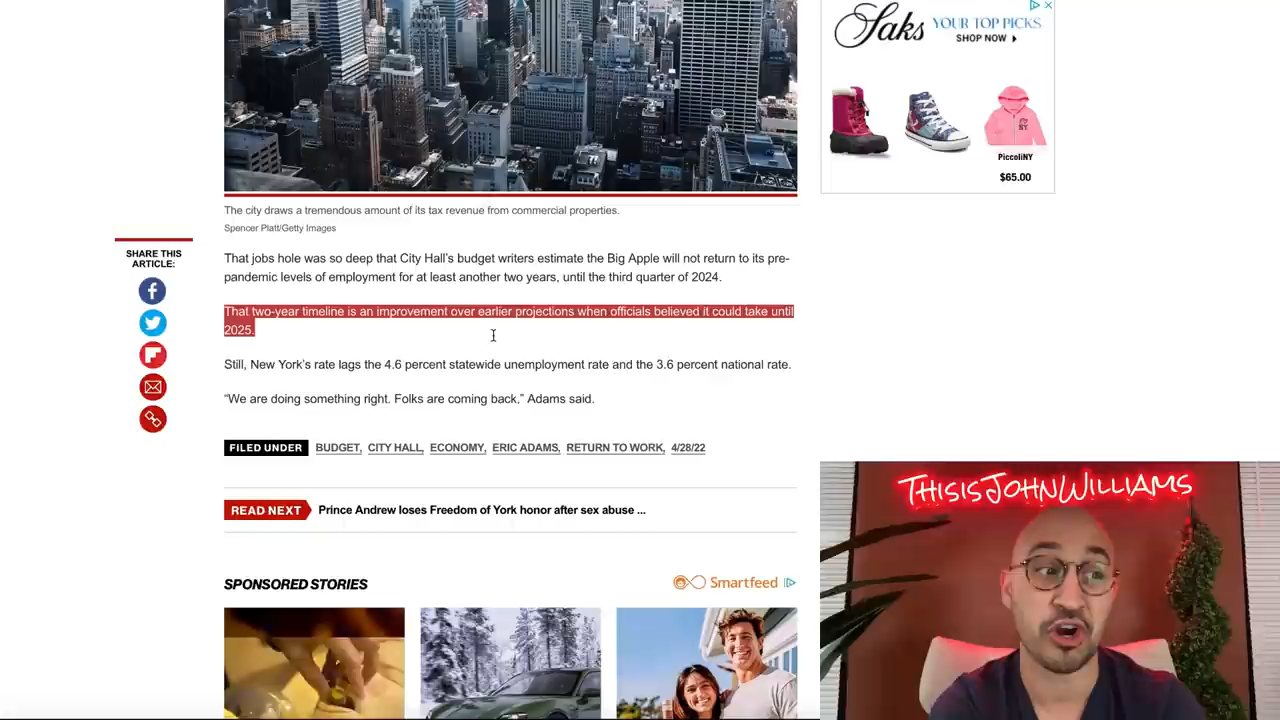 Saks
YOUR TOP PICKS
SHOP NOW
PiccoliNY
$65.00
The city draws a tremendous amount of its tax revenue from commercial properties.
Spencer Platt/Getty Images
SHARE THIS
ARTICLE:
That jobs hole was so deep that City Hall's budget writers estimate the Big Apple will not return to its pre-
pandemic levels of employment for at least another two years, until the third quarter of 2024.
That two-year timeline is an improvement over earlier projections when officials believed it could take until
2025.
Still, New York's rate lags the 4.6 percent statewide unemployment rate and the 3.6 percent national rate.
“We are doing something right. Folks are coming back,” Adams said.
FILED UNDER BUDGET, CITY HALL, ECONOMY, ERIC ADAMS, RETURN TO WORK, 4/28/22
READ NEXT Prince Andrew loses Freedom of York honor after sex abuse ...
SPONSORED STORIES
Smartfeed
THISISJOHNWILLIAMS